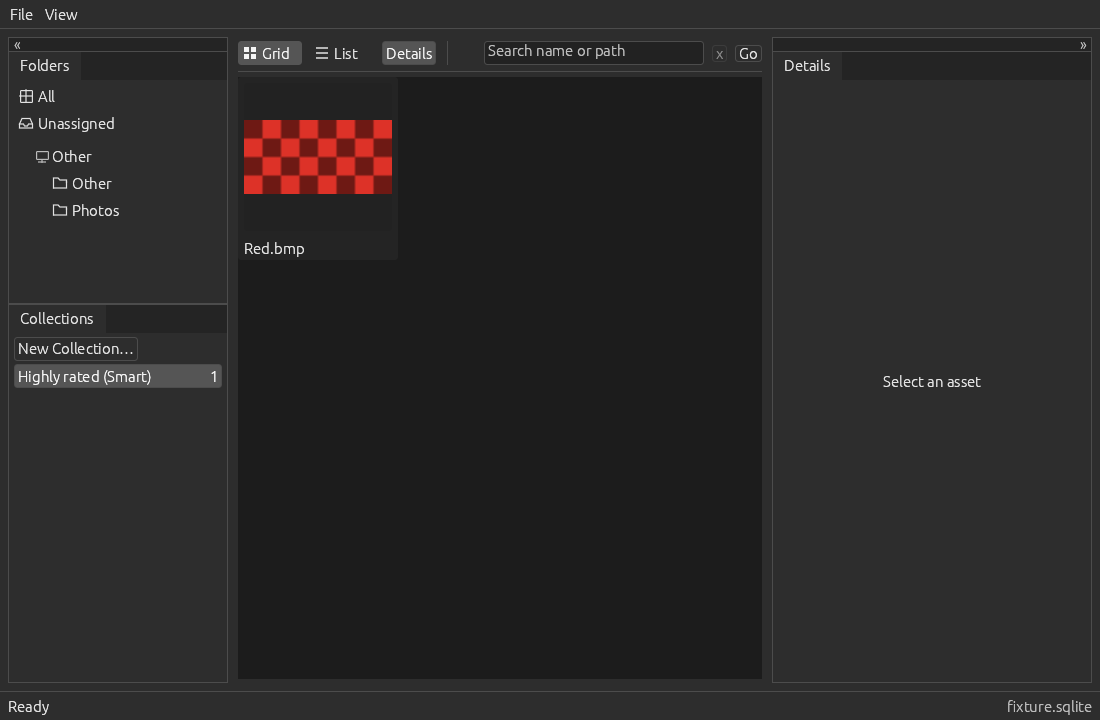 File View
«
Folders
All
Unassigned
Other
Other
Photos
Collections
New Collection...
Highly rated (Smart) 1
Grid List Details Search name or path x Go
Red.bmp
»
Details
Select an asset
Ready fixture.sqlite